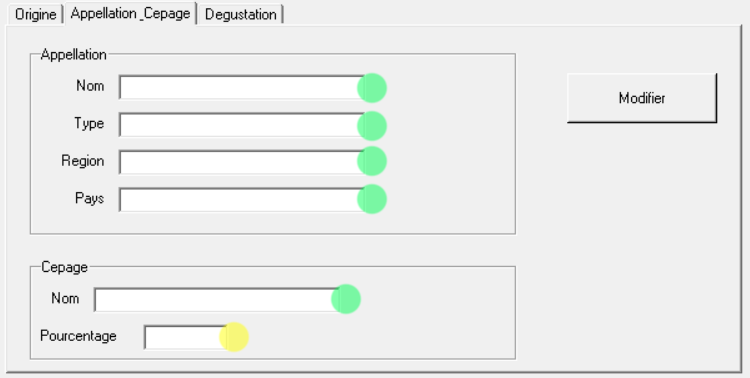 Origine Appellation_Cepage Degustation
Appellation
Nom
Modifier
Type
Region
Pays
Cepage
Nom
Pourcentage